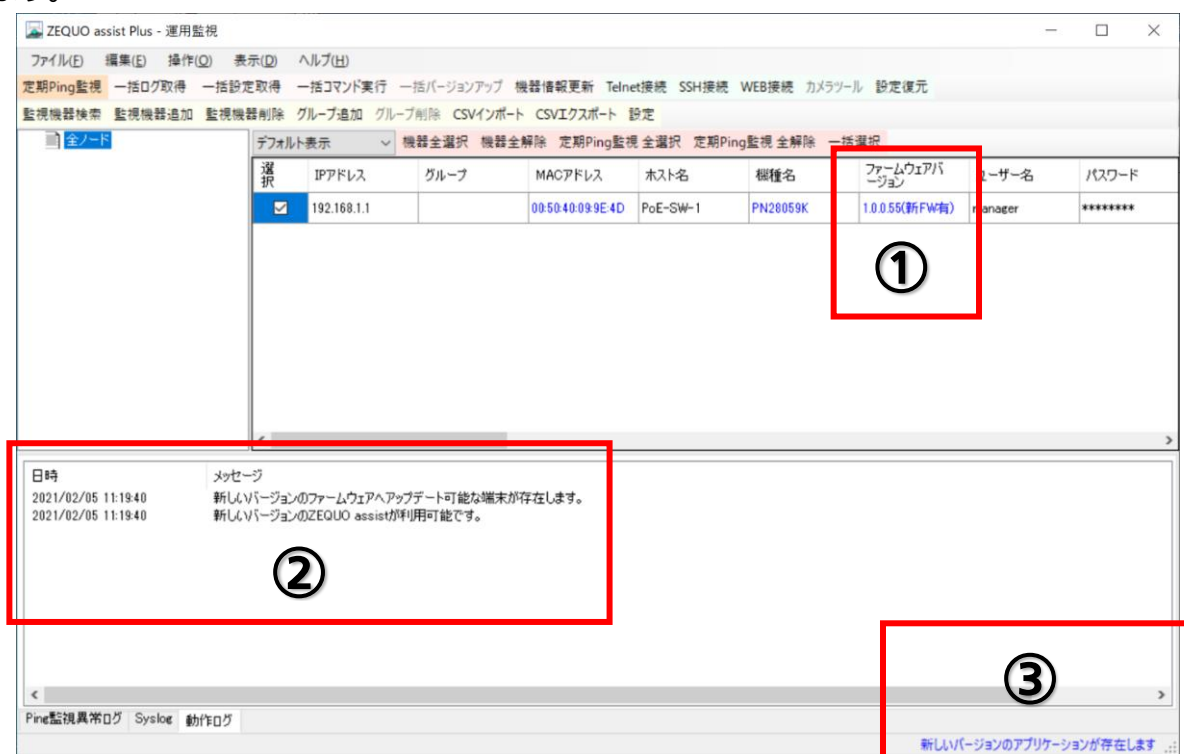 す。
ZEQUO assist Plus - 運用監視
ファイル(F) 編集(E) 操作(O) 表示(D) ヘルプ(H)
定期Ping監視 一括ログ取得 一括設定取得 一括コマンド実行 一括バージョンアップ 機器情報更新 Telnet接続 SSH接続 WEB接続 カメラツール 設定復元
監視機器検索 監視機器追加 監視機器削除 グループ追加 グループ削除 CSVインポート CSVエクスポート 設定
全ノード
デフォルト表示 機器全選択 機器全解除 定期Ping監視 全選択 定期Ping監視 全解除 一括選択
選択 IPアドレス グループ MACアドレス ホスト名 機種名 ファームウェアバージョン ユーザー名 パスワード
192.168.1.1 00:50:40:09:9E:4D PoE-SW-1 PN28059K 1.0.0.55(新FW有) manager ********
①
日時 メッセージ
2021/02/05 11:19:40 新しいバージョンのファームウェアへアップデート可能な端末が存在します。
2021/02/05 11:19:40 新しいバージョンのZEQUO assistが利用可能です。
②
③
Ping監視異常ログ Syslog 動作ログ
新しいバージョンのアプリケーションが存在します